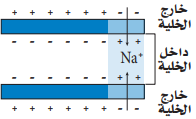 + + + + + + - -
خارج
الخلية
- - - - - - + +
داخل
الخلية
Na+
- - - - - - + +
خارج
الخلية
+ + + + + + - -